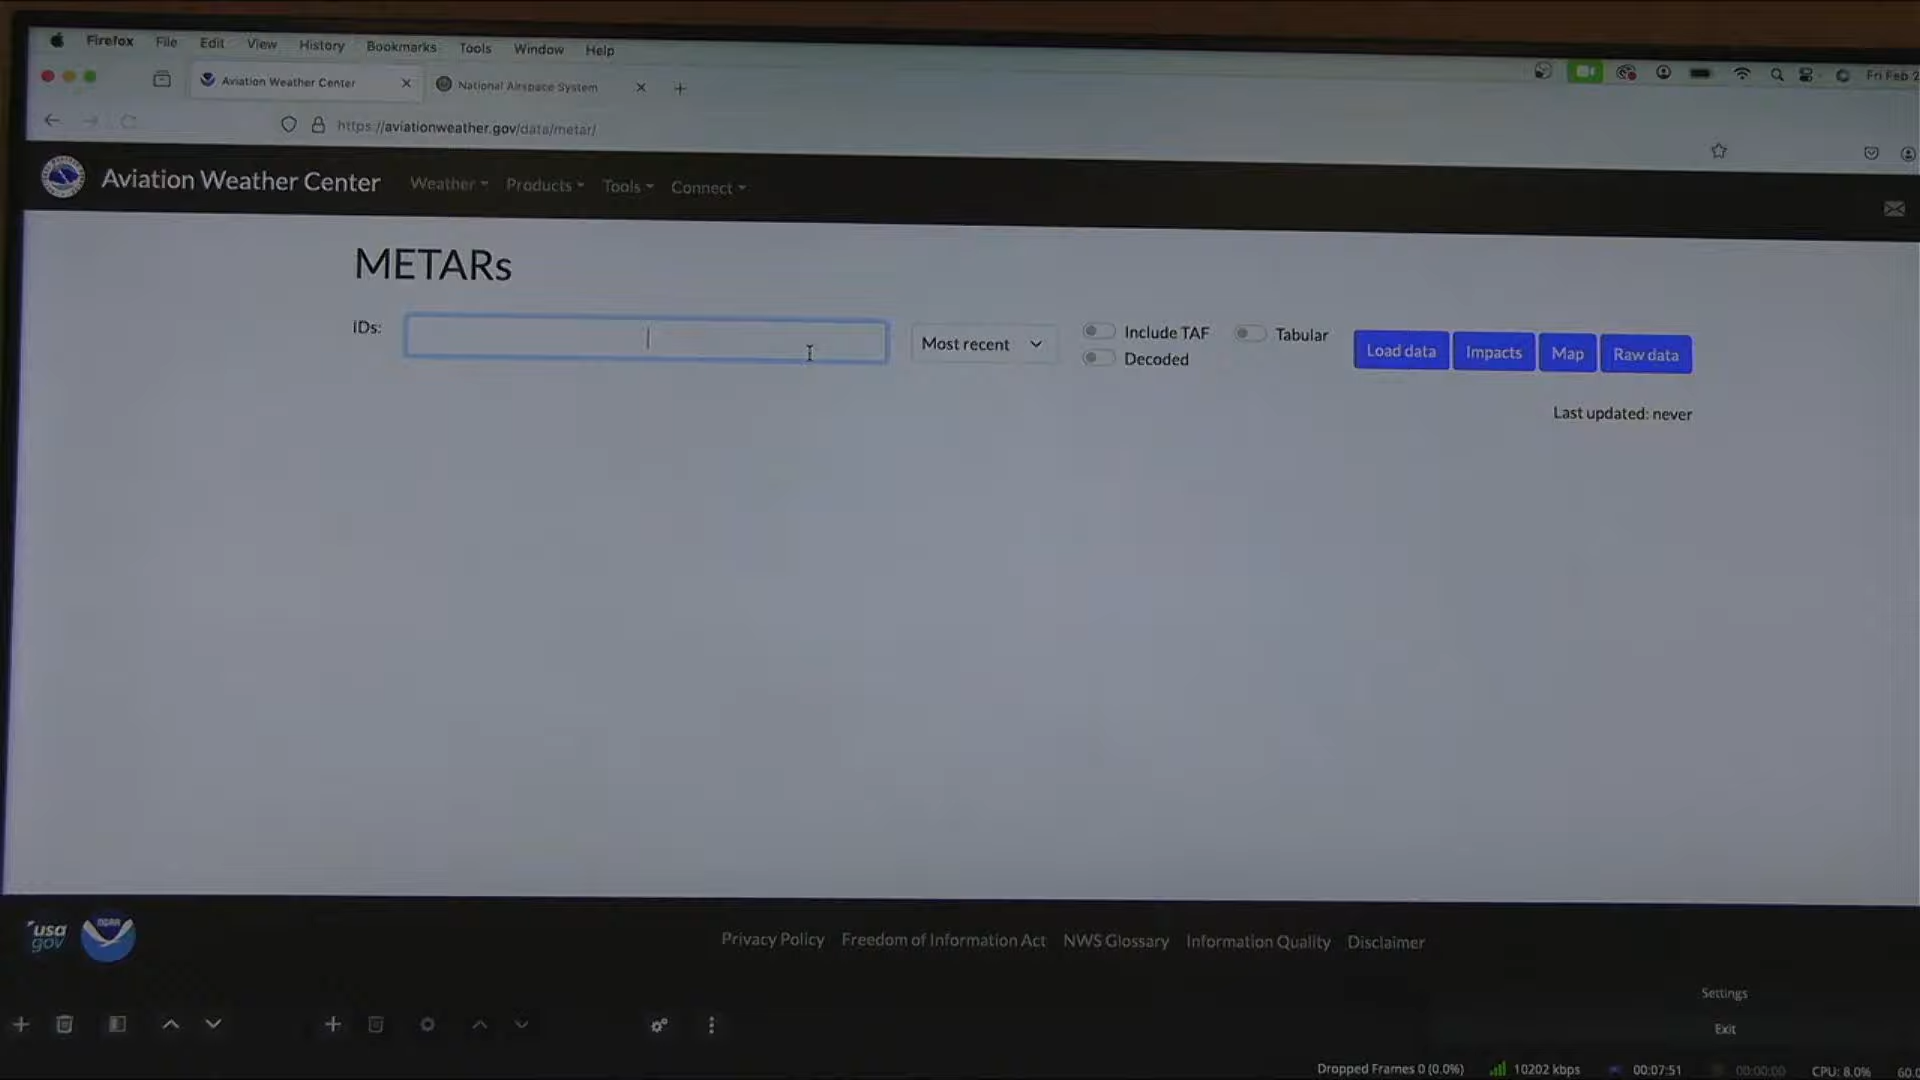 Firefox File Edit View History Bookmarks Tools Window Help
Fri Feb 2
Aviation Weather Center
National Airspace System
https://aviationweather.gov/data/metar/
Aviation Weather Center Weather Products Tools Connect
METARs
IDs:
Most recent
Include TAF
Tabular
Decoded
Load data
Impacts
Map
Raw data
Last updated: never
usa
gov
NOAA
Privacy Policy Freedom of Information Act NWS Glossary Information Quality Disclaimer
Settings
Exit
Dropped Frames 0 (0.0%) 10202 kbps 00:07:51 00:00:00 CPU: 8.0% 60.0